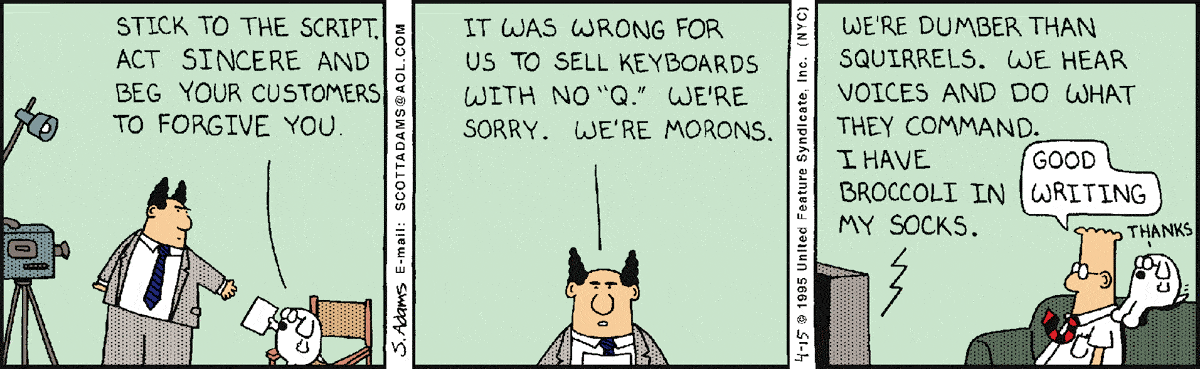 STICK TO THE SCRIPT.
ACT SINCERE AND
BEG YOUR CUSTOMERS
TO FORGIVE YOU.
S. Adams E-mail: SCOTTADAMS@AOL.COM
IT WAS WRONG FOR
US TO SELL KEYBOARDS
WITH NO "Q." WE'RE
SORRY. WE'RE MORONS.
4-15 © 1995 United Feature Syndicate, Inc. (NYC)
WE'RE DUMBER THAN
SQUIRRELS. WE HEAR
VOICES AND DO WHAT
THEY COMMAND.
I HAVE
BROCCOLI IN
MY SOCKS.
GOOD
WRITING
THANKS